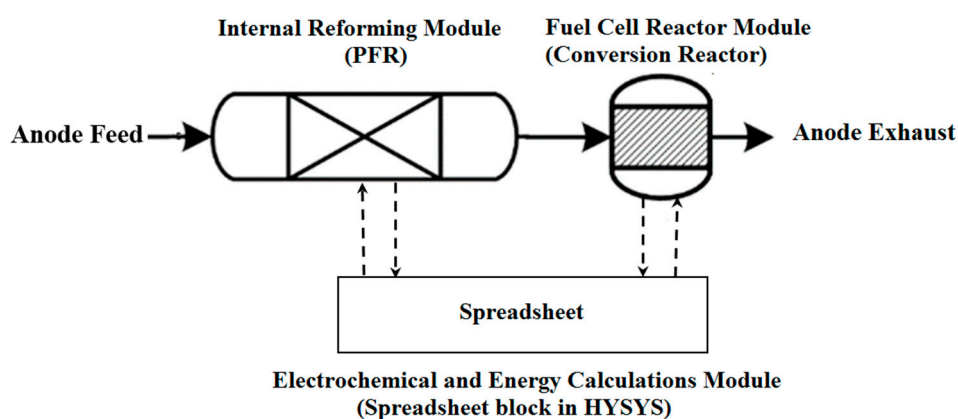 Internal Reforming Module
(PFR)
Fuel Cell Reactor Module
(Conversion Reactor)
Anode Feed
Anode Exhaust
Spreadsheet
Electrochemical and Energy Calculations Module
(Spreadsheet block in HYSYS)